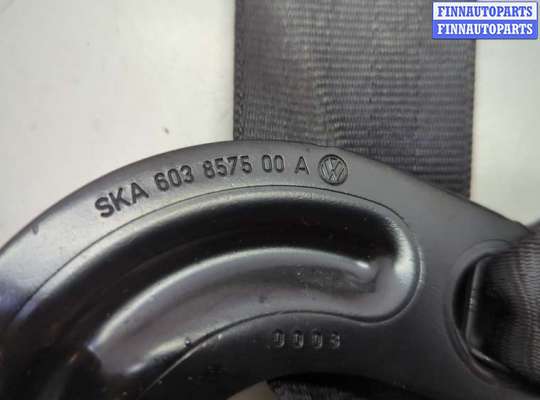 FINNAUTOPARTS
FINNAUTOPARTS
SKA 603 8575 00 A
0003